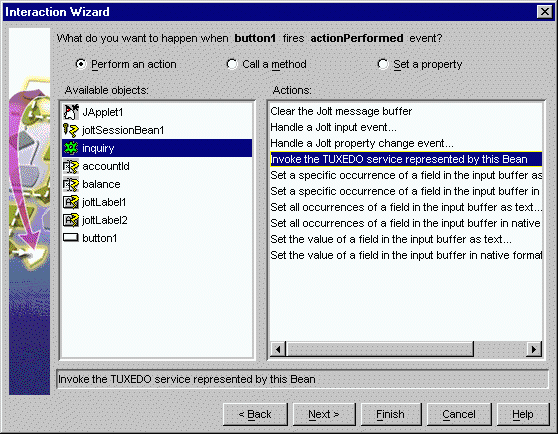 Interaction Wizard
What do you want to happen when button1 fires actionPerformed event?
Perform an action
Call a method
Set a property
Available objects:
JApplet1
joltSessionBean1
inquiry
accountId
balance
joltLabel1
joltLabel2
button1
Actions:
Clear the Jolt message buffer
Handle a Jolt input event...
Handle a Jolt property change event...
Invoke the TUXEDO service represented by this Bean
Set a specific occurrence of a field in the input buffer as
Set a specific occurrence of a field in the input buffer in
Set all occurrences of a field in the input buffer as text...
Set all occurrences of a field in the input buffer in native
Set the value of a field in the input buffer as text...
Set the value of a field in the input buffer in native format
Invoke the TUXEDO service represented by this Bean
< Back
Next >
Finish
Cancel
Help